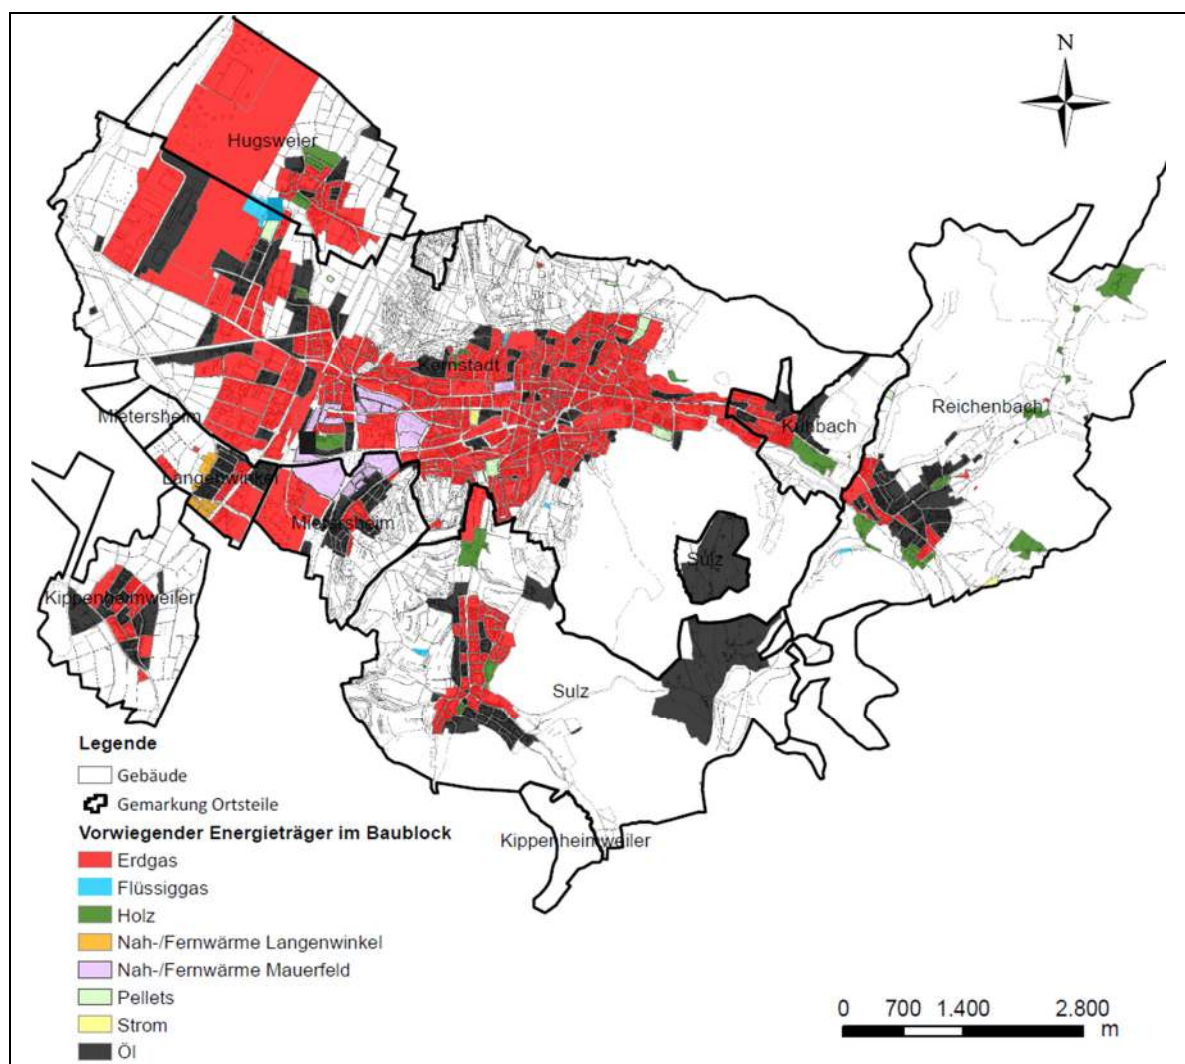 N
Hugsweier
Kernstadt
Reichenbach
Mietersheim
Kuhbach
Langenwinkel
Mietersheim
Sulz
Kippenheimweiler
Sulz
Kippenheimweiler
Legende
Gebäude
Gemarkung Ortsteile
Vorwiegender Energieträger im Baublock
Erdgas
Flüssiggas
Holz
Nah-/Fernwärme Langenwinkel
Nah-/Fernwärme Mauerfeld
Pellets
Strom
Öl
0 700 1.400 2.800
m